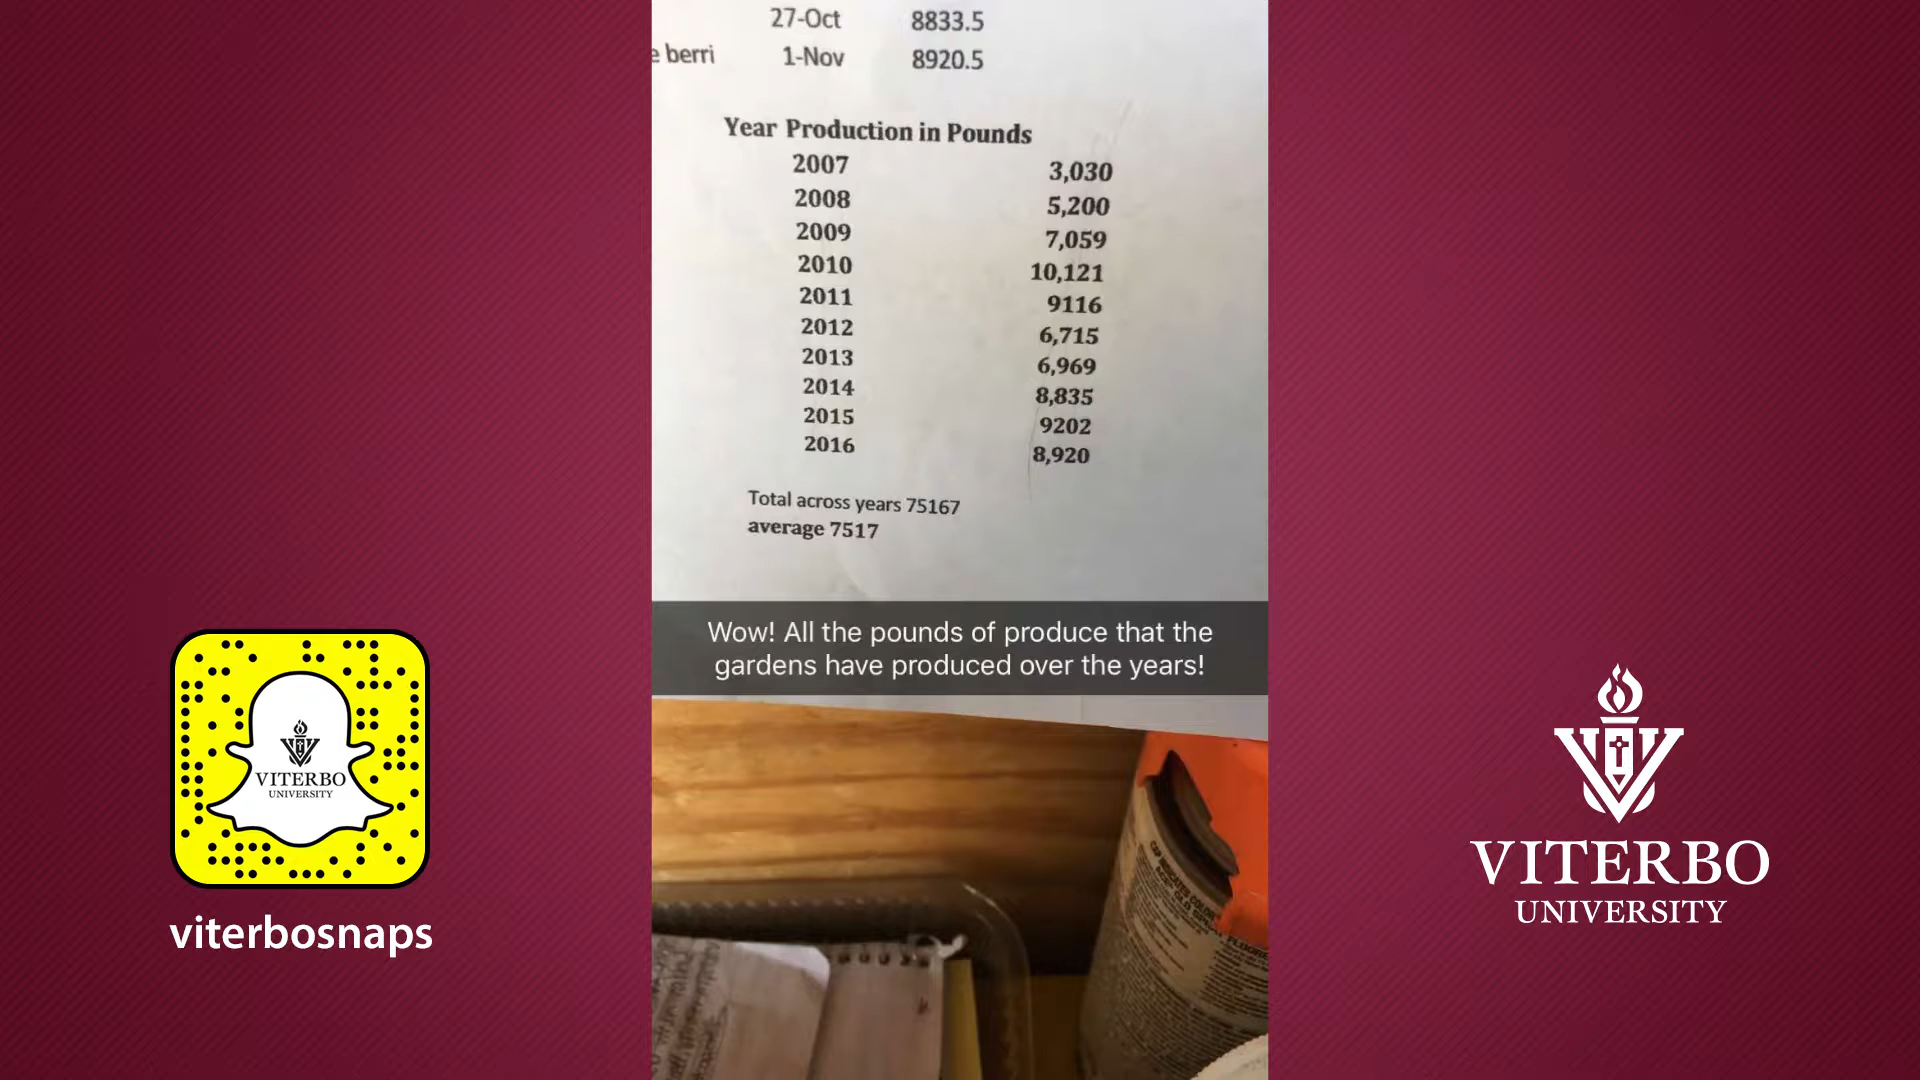 27-Oct 8833.5
e berri 1-Nov 8920.5
Year Production in Pounds
2007 3,030
2008 5,200
2009 7,059
2010 10,121
2011 9116
2012 6,715
2013 6,969
2014 8,835
2015 9202
2016 8,920
Total across years 75167
average 7517
Wow! All the pounds of produce that the
gardens have produced over the years!
VITERBO
UNIVERSITY
viterbosnaps
CAP INDICATES COLOR
VITERBO
UNIVERSITY